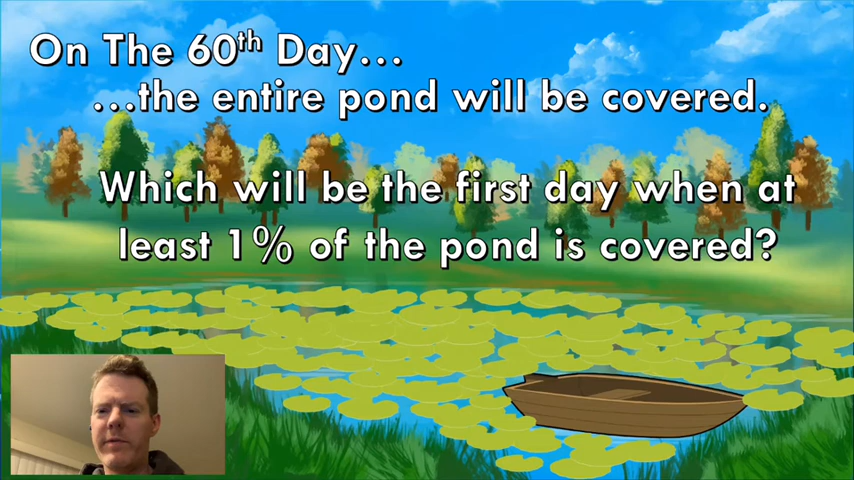 On The 60th Day...
...the entire pond will be covered.
Which will be the first day when at
least 1% of the pond is covered?